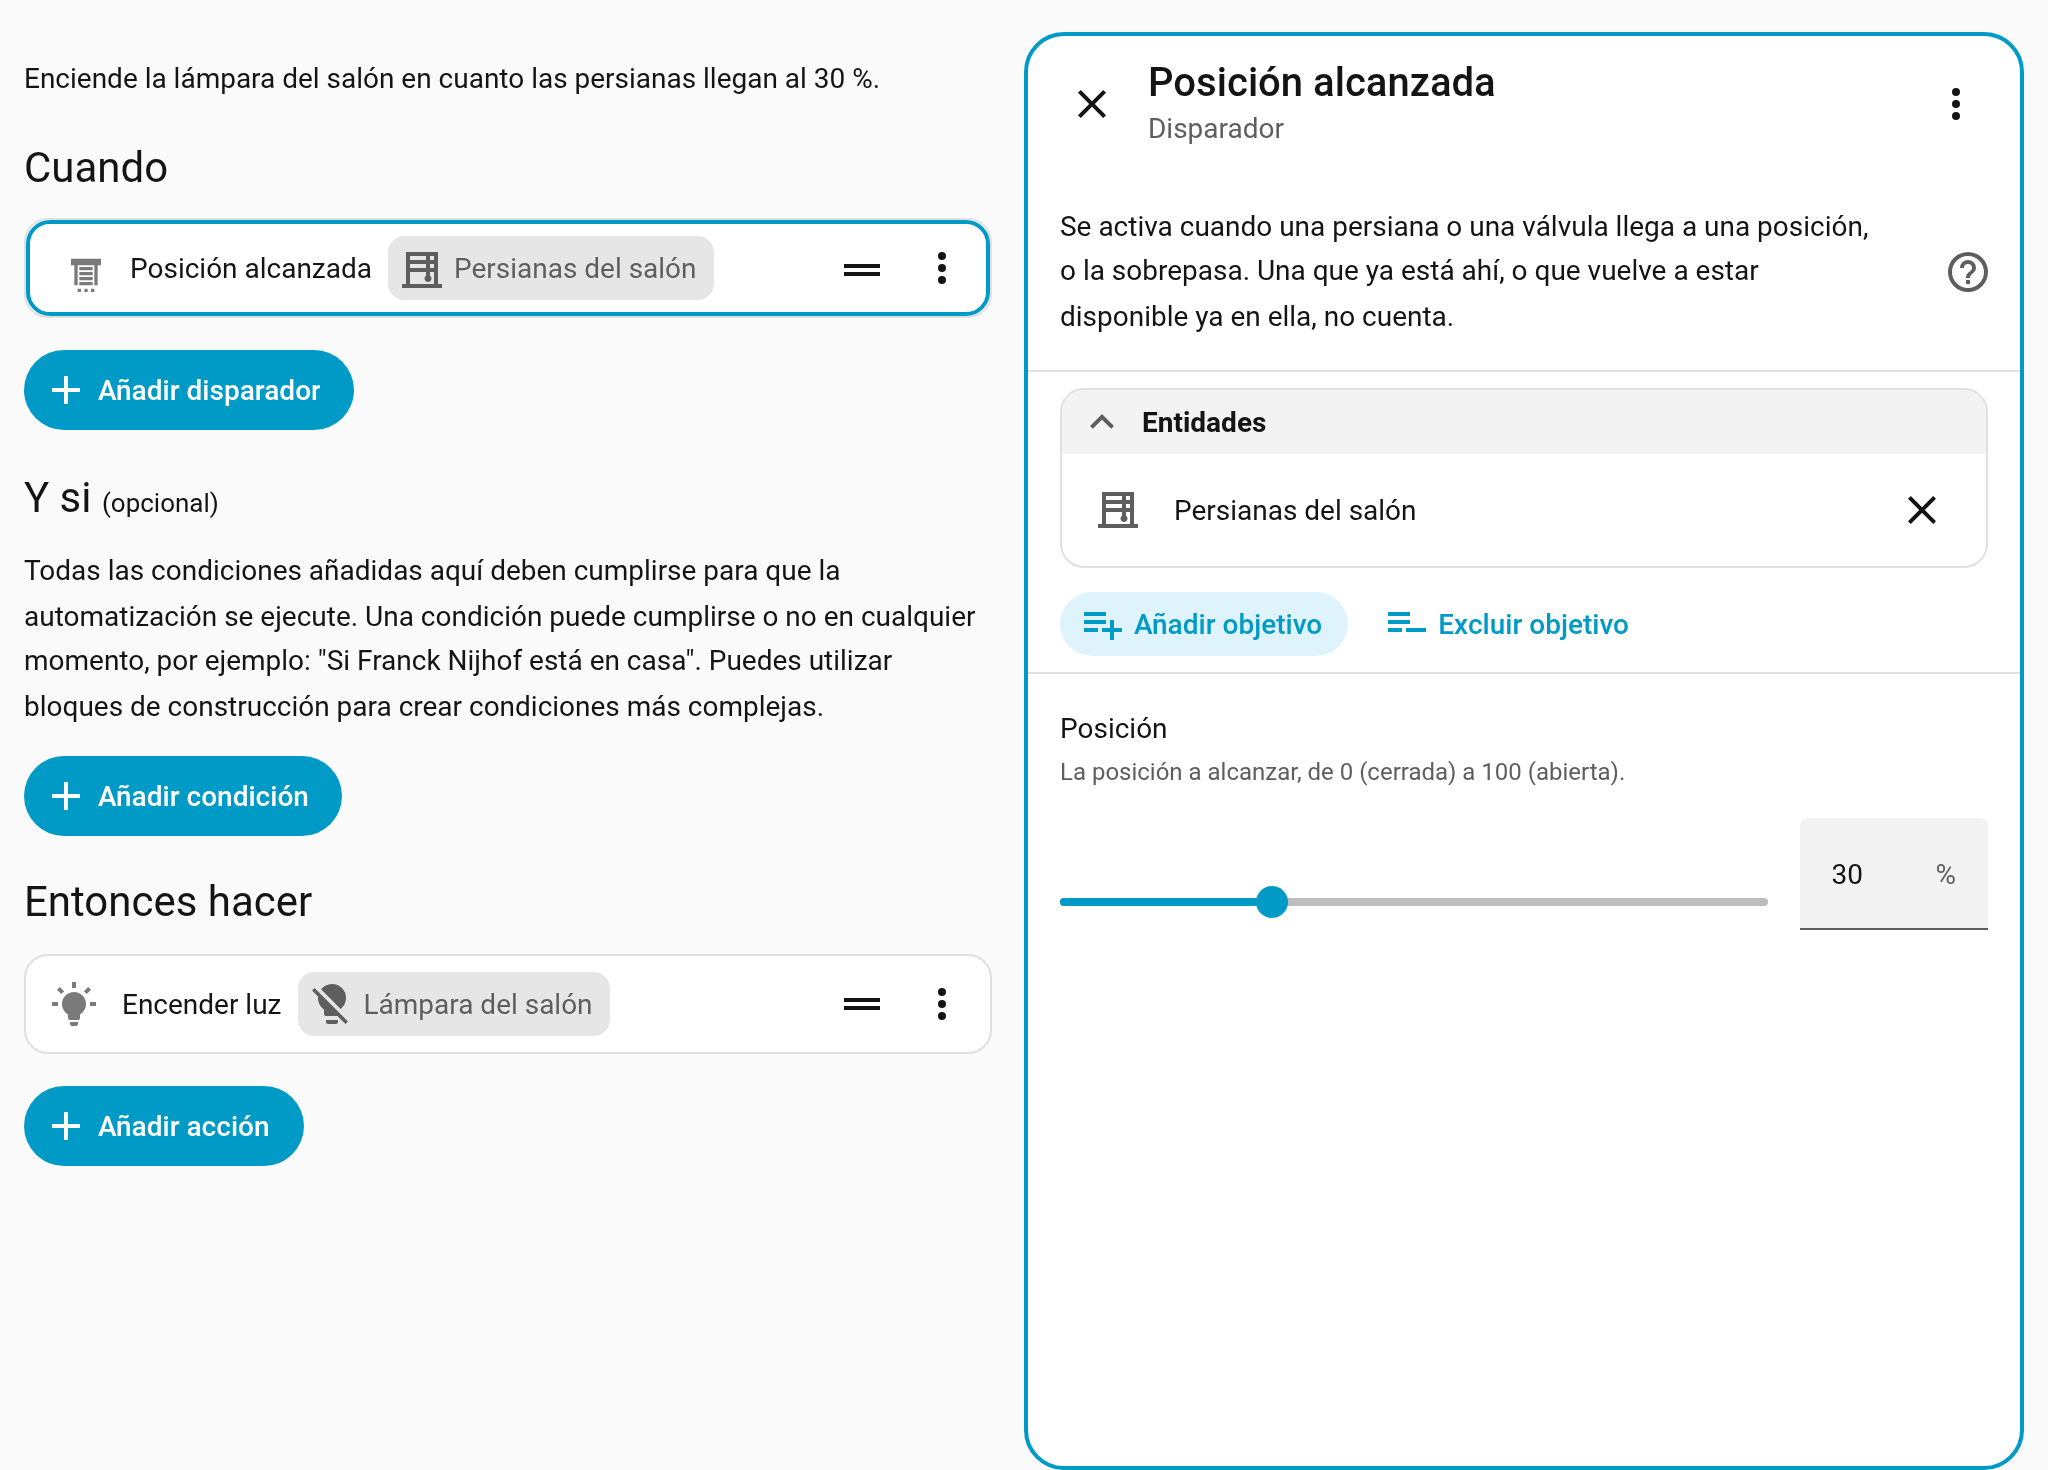 Enciende la lámpara del salón en cuanto las persianas llegan al 30 %.
Cuando
Posición alcanzada Persianas del salón
Añadir disparador
Y si (opcional)
Todas las condiciones añadidas aquí deben cumplirse para que la
automatización se ejecute. Una condición puede cumplirse o no en cualquier
momento, por ejemplo: "Si Franck Nijhof está en casa". Puedes utilizar
bloques de construcción para crear condiciones más complejas.
Añadir condición
Entonces hacer
Encender luz Lámpara del salón
Añadir acción
Posición alcanzada
Disparador
Se activa cuando una persiana o una válvula llega a una posición,
o la sobrepasa. Una que ya está ahí, o que vuelve a estar
disponible ya en ella, no cuenta.
Entidades
Persianas del salón
Añadir objetivo Excluir objetivo
Posición
La posición a alcanzar, de 0 (cerrada) a 100 (abierta).
30 %